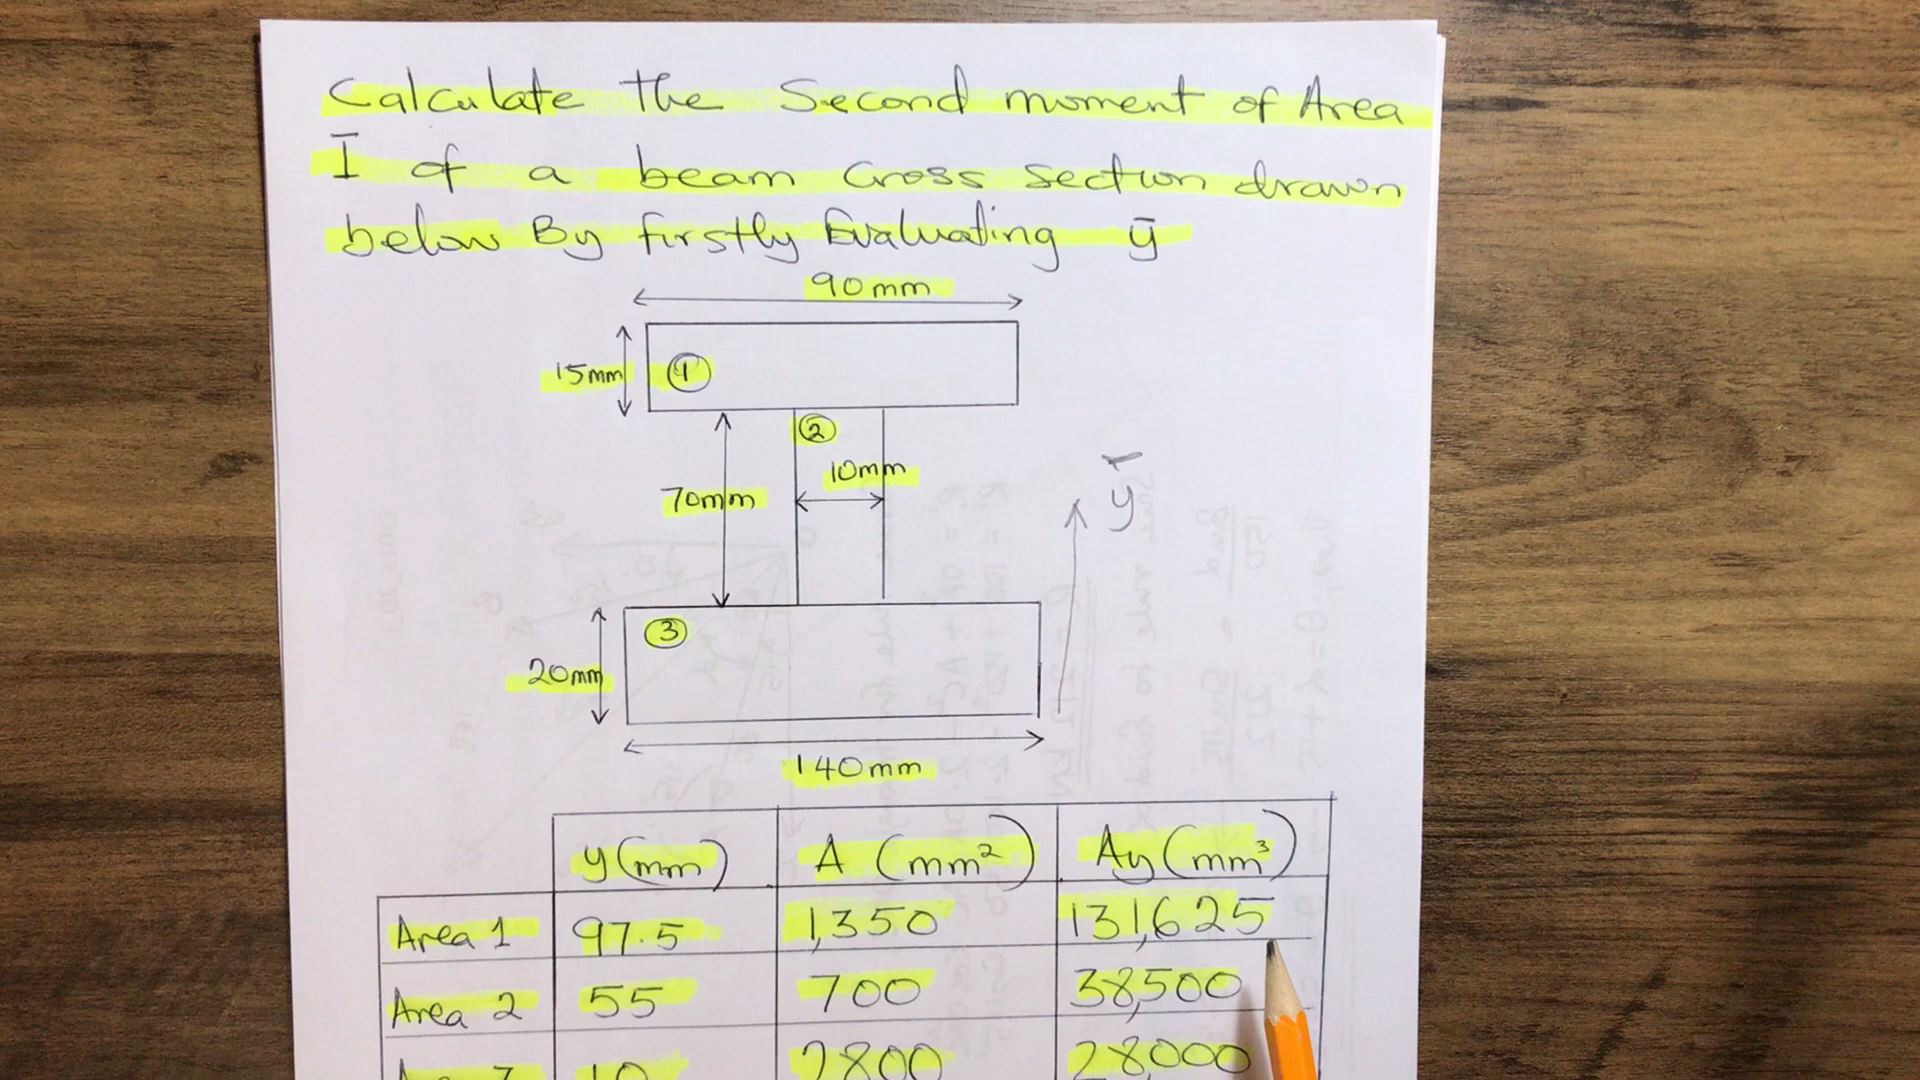 Calculate The Second moment of Area
Ī of a beam Cross section drawn
below By firstly Evaluating ȳ
90mm
15mm
①
②
10mm
70mm
y
③
20mm
140mm
y(mm) A (mm²) Ay(mm³)
Area 1 97.5 1,350 131,625
Area 2 55 700 38,500
10 2800 28,000